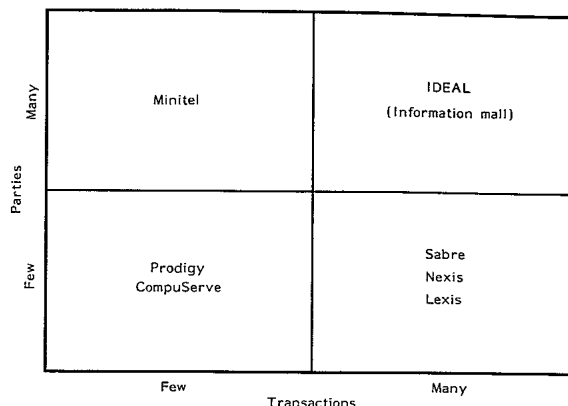 Many
Minitel
IDEAL
(Information mall)
Parties
Few
Prodigy
CompuServe
Sabre
Nexis
Lexis
Few
Many
Transactions